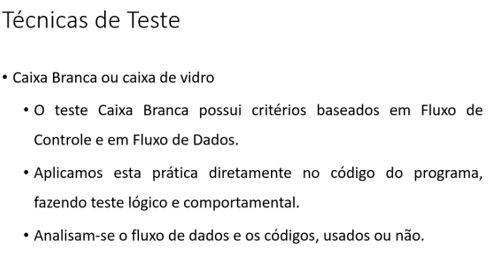 Técnicas de Teste
• Caixa Branca ou caixa de vidro
• O teste Caixa Branca possui critérios baseados em Fluxo de
Controle e em Fluxo de Dados.
• Aplicamos esta prática diretamente no código do programa,
fazendo teste lógico e comportamental.
• Analisam-se o fluxo de dados e os códigos, usados ou não.